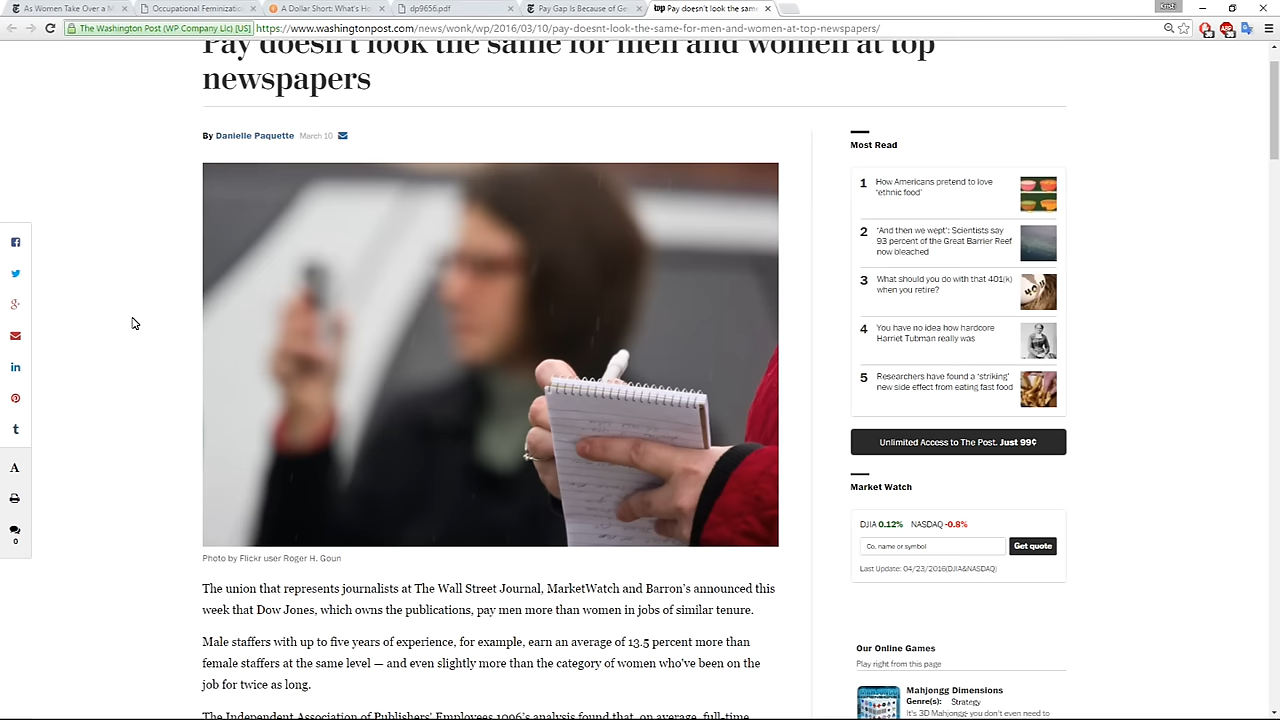 As Women Take Over a M
Occupational Feminizatio
A Dollar Short: What's Ho
dp9656.pdf
Pay Gap Is Because of Ge
Pay doesn't look the same
The Washington Post (WP Company Llc) [US]
https://www.washingtonpost.com/news/wonk/wp/2016/03/10/pay-doesnt-look-the-same-for-men-and-women-at-top-newspapers/
Pay doesn't look the same for men and women at top
newspapers
By Danielle Paquette March 10
Most Read
1 How Americans pretend to love
'ethnic food'
2 'And then we wept': Scientists say
93 percent of the Great Barrier Reef
now bleached
3 What should you do with that 401(k)
when you retire?
4 You have no idea how hardcore
Harriet Tubman really was
5 Researchers have found a 'striking'
new side effect from eating fast food
Unlimited Access to The Post. Just 99¢
Market Watch
DJIA 0.12% NASDAQ -0.8%
Co. name or symbol
Get quote
Last Update: 04/23/2016(DJIA&NASDAQ)
A
0
Photo by Flickr user Roger H. Goun
The union that represents journalists at The Wall Street Journal, MarketWatch and Barron's announced this
week that Dow Jones, which owns the publications, pay men more than women in jobs of similar tenure.
Male staffers with up to five years of experience, for example, earn an average of 13.5 percent more than
female staffers at the same level — and even slightly more than the category of women who've been on the
job for twice as long.
The Independent Association of Publishers' Employees 1096's analysis found that, on average, full-time
Our Online Games
Play right from this page
Mahjongg Dimensions
Genre(s): Strategy
It's 3D Mahjongg- you don't even need to